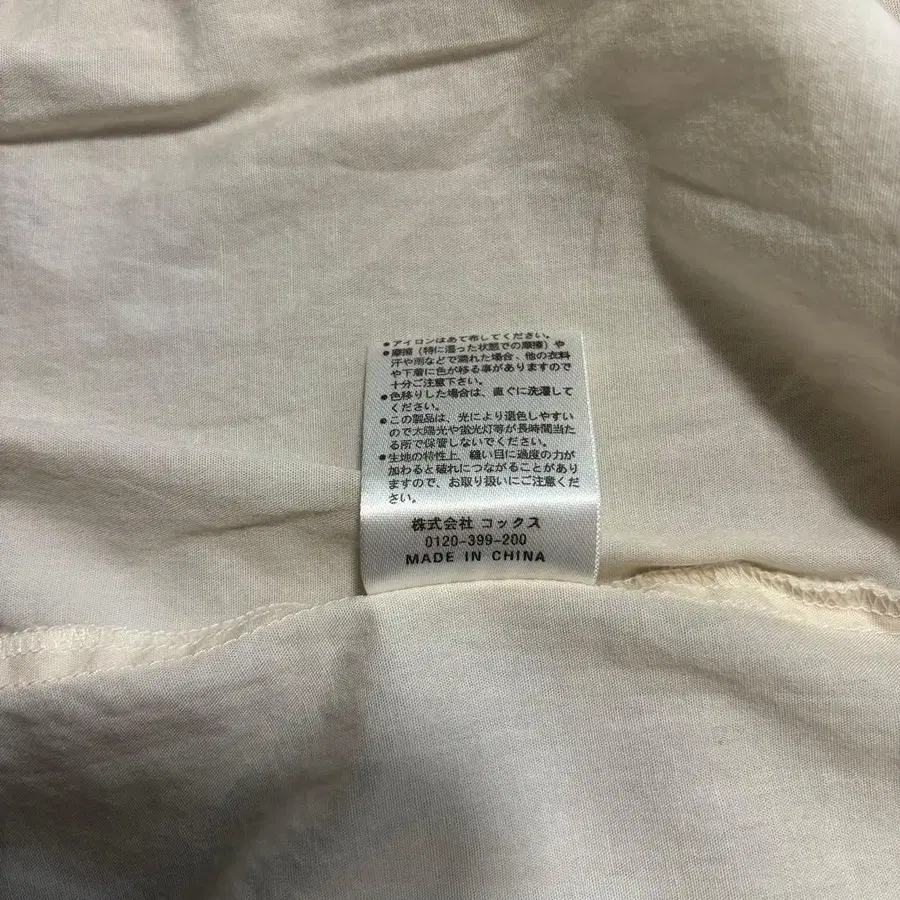 ●アイロンはあて布してください。
●摩擦（特に湿った状態での摩擦）や
汗や雨などで濡れた場合、他の衣料
や下着に色が移る事がありますので
十分ご注意下さい。
●色移りした場合は、直ぐに洗濯して
ください。
●この製品は、光により退色しやすい
ので太陽光や蛍光灯等が長時間当た
る所で保管しないでください。
●生地の特性上、縫い目に過度の力が
加わると破れにつながることがあり
ますので、お取り扱いにご注意くだ
さい。
株式会社 コックス
0120-399-200
MADE IN CHINA